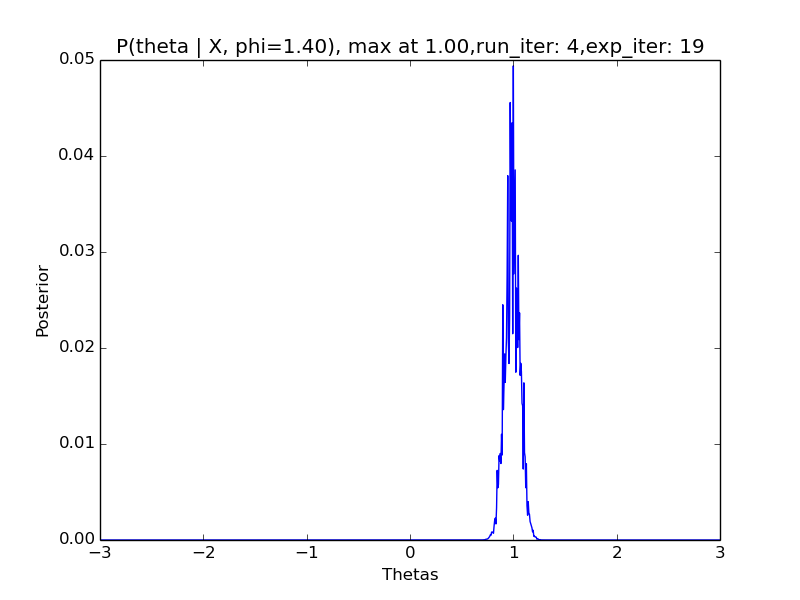 P(theta | X, phi=1.40), max at 1.00,run_iter: 4,exp_iter: 19
0.05
0.04
0.03
0.02
0.01
0.00
Posterior
−3 −2 −1 0 1 2 3
Thetas